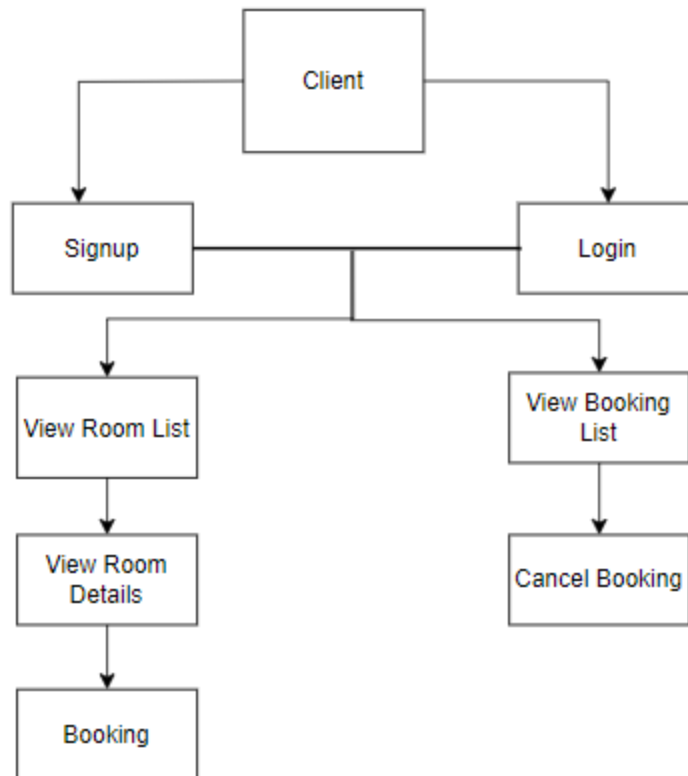 Client
Signup
Login
View Room List
View Booking
List
View Room
Details
Cancel Booking
Booking